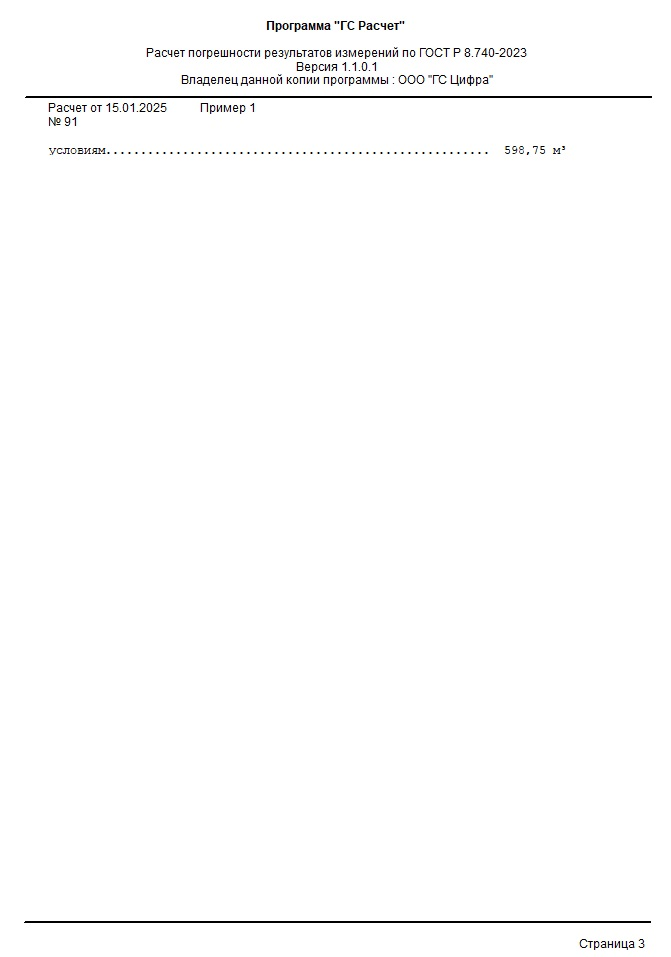 Программа "ГС Расчет"
Расчет погрешности результатов измерений по ГОСТ Р 8.740-2023
Версия 1.1.0.1
Владелец данной копии программы : ООО "ГС Цифра"
Расчет от 15.01.2025 Пример 1
№ 91
условиям....................................................... 598,75 м³
Страница 3